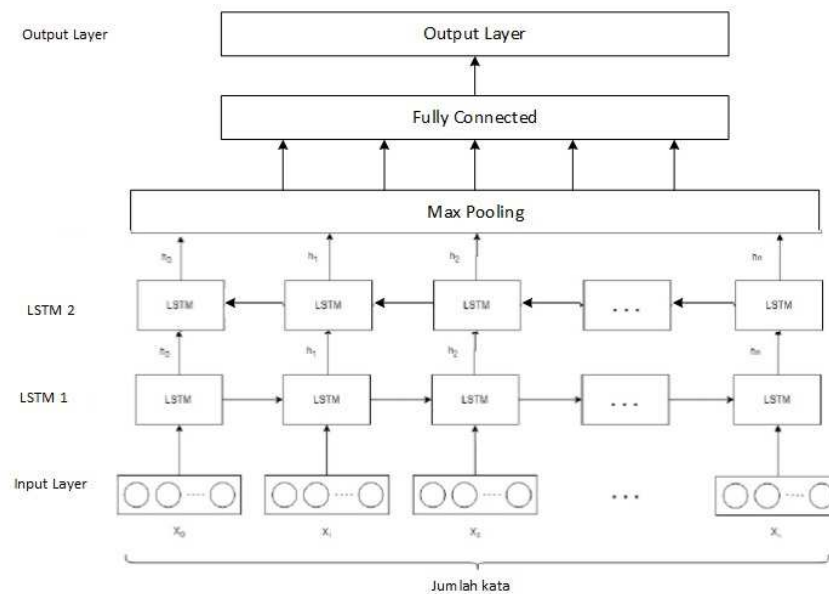 Output Layer
Output Layer
Fully Connected
Max Pooling
h₀ h₁ h₂ hₙ
LSTM 2
LSTM LSTM LSTM ... LSTM
h₀ h₁ h₂ hₙ
LSTM 1
LSTM LSTM LSTM ... LSTM
Input Layer
..... ..... ..... ... .....
X₀ X₁ X₂ Xₙ
Jumlah kata